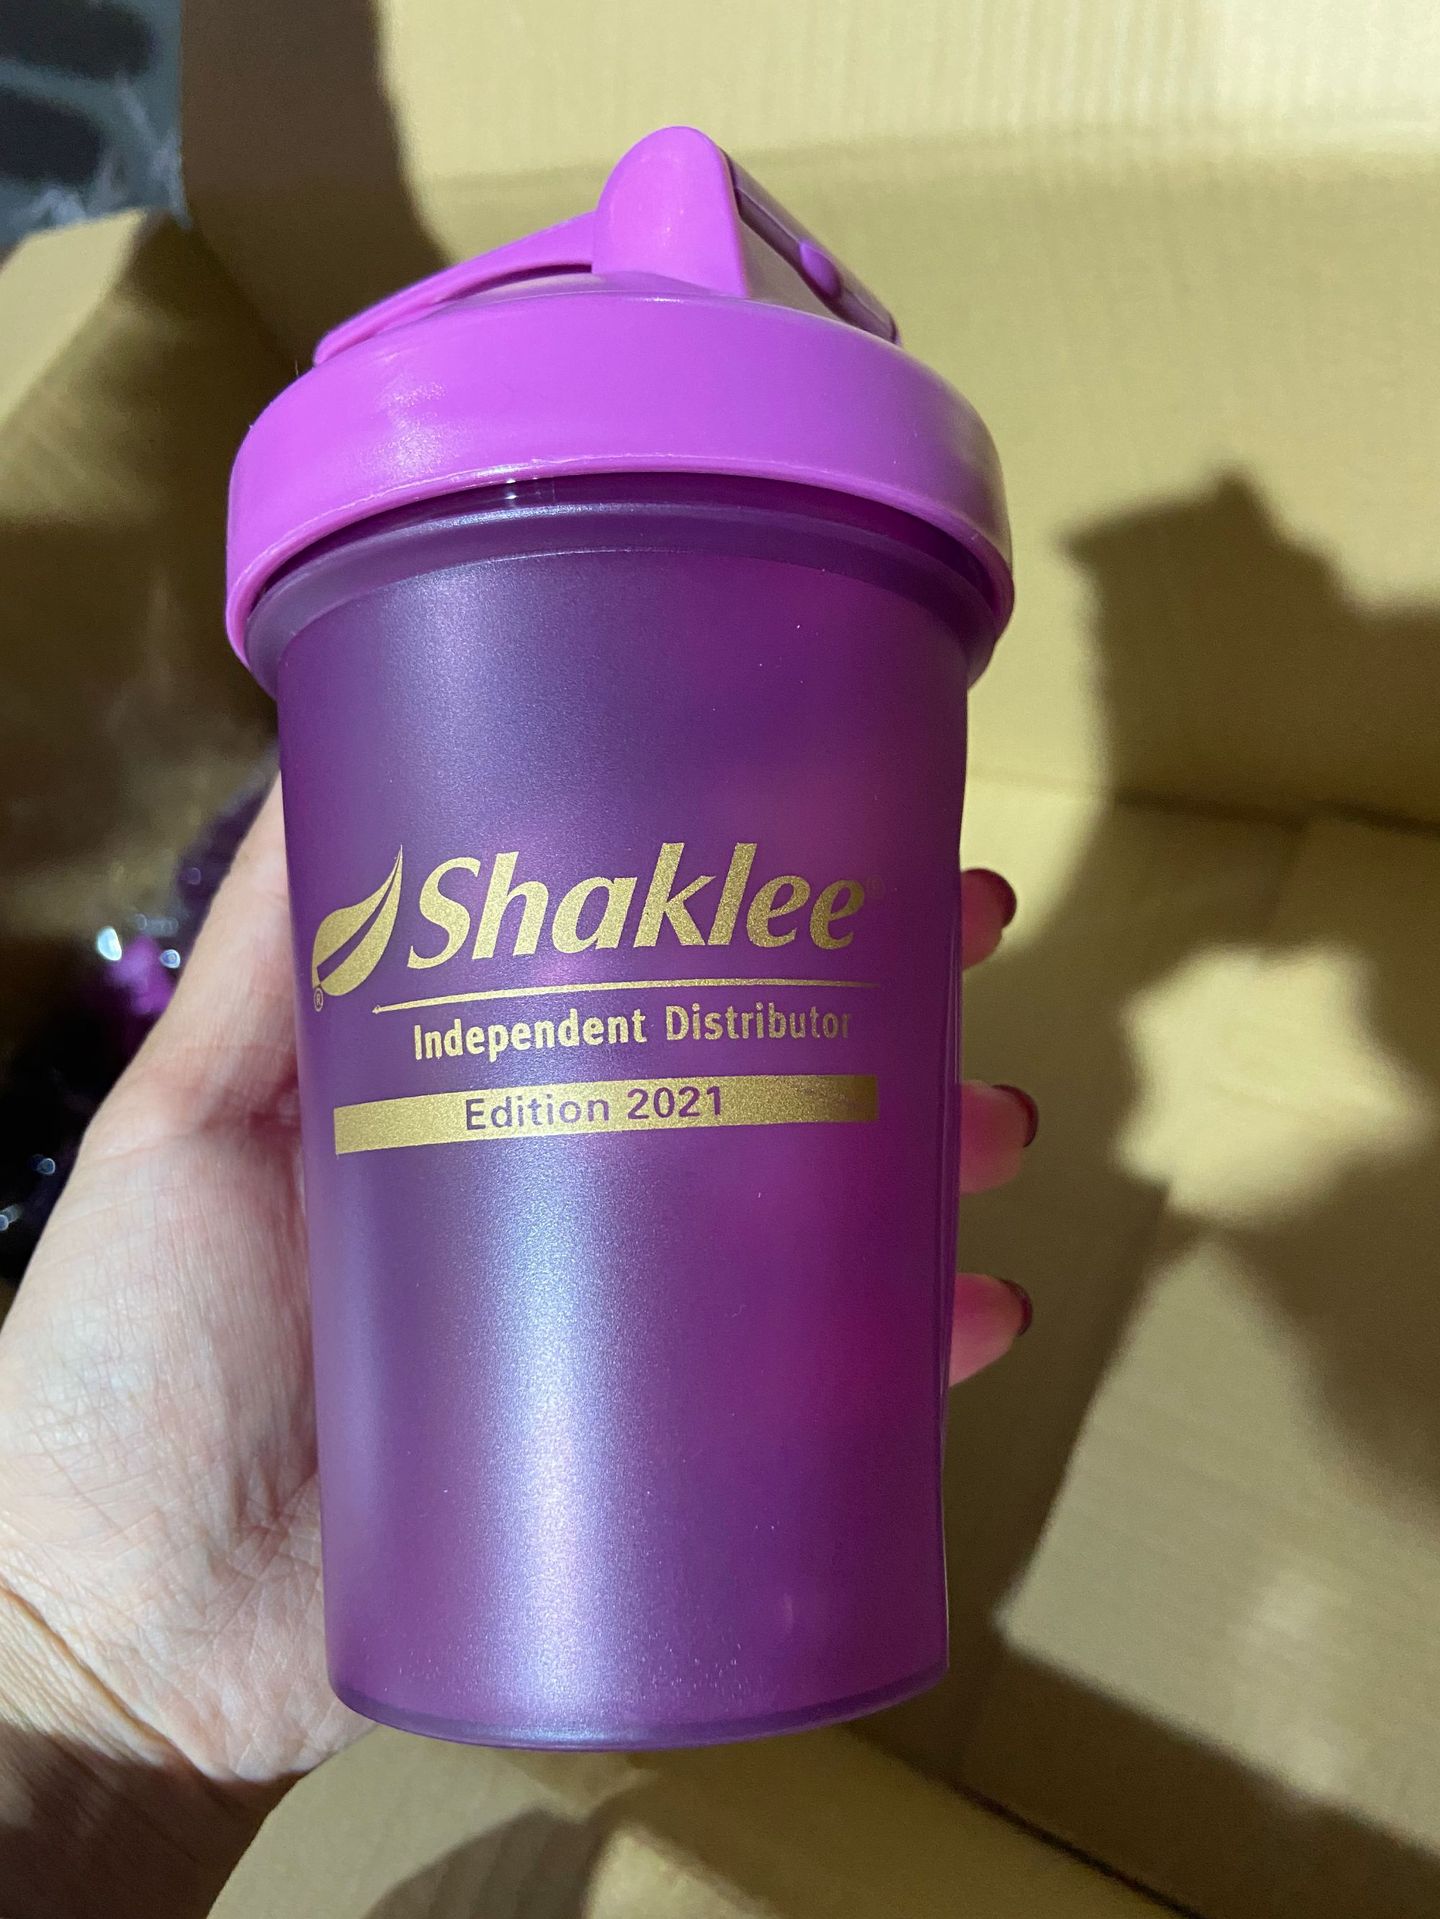 Shaklee®
®
Independent Distributor
Edition 2021